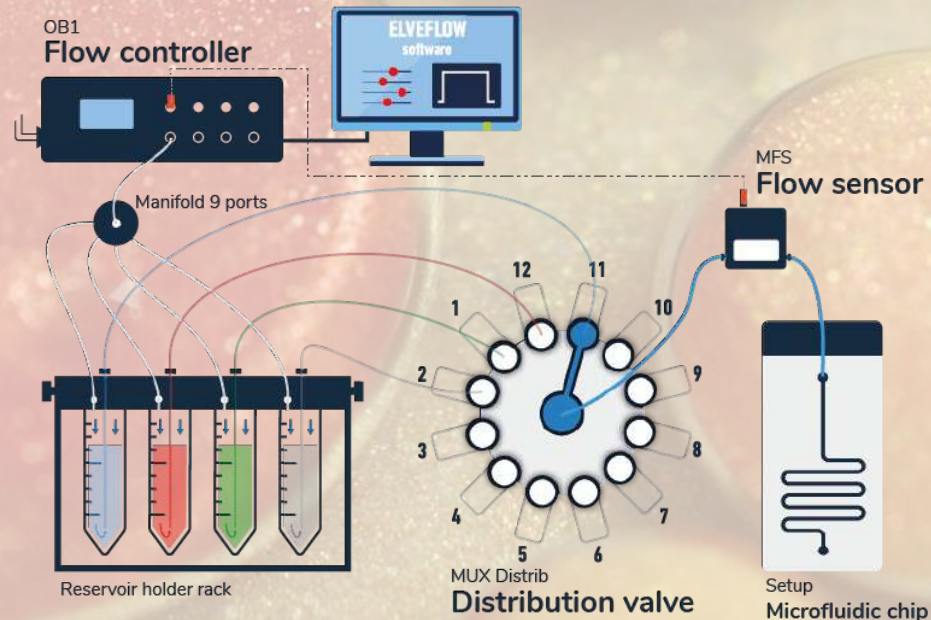 OB1
Flow controller
ELVEFLOW
software
MFS
Flow sensor
Manifold 9 ports
12
11
1
10
2
9
3
8
4
7
5
6
Reservoir holder rack
MUX Distrib
Distribution valve
Setup
Microfluidic chip